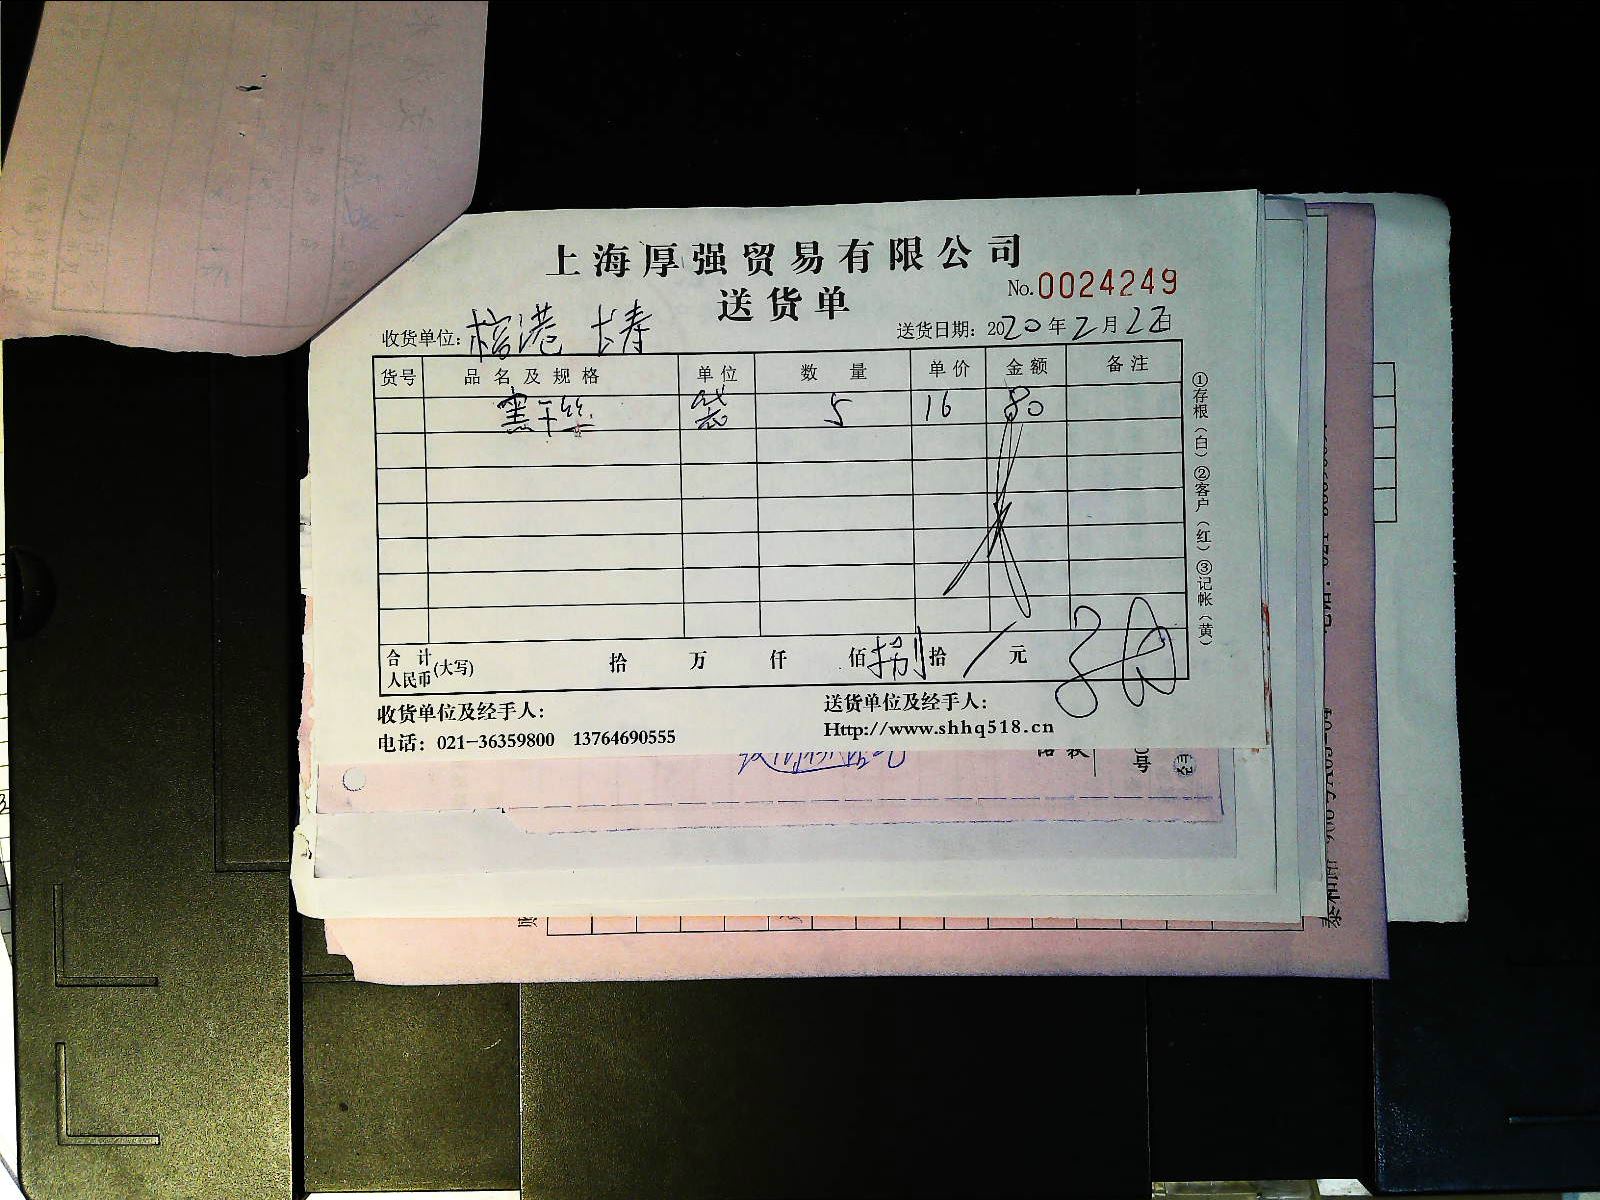 上海厚强贸易有限公司
送货单
No.0024249
收货单位: 港 长寿
送货日期: 2020年2月22日
货号 品名及规格 单位 数量 单价 金额 备注
黑干丝 袋 5 16 80
合计人民币(大写) 拾 万 仟 佰 捌拾 / 元
收货单位及经手人:
送货单位及经手人:
电话: 021-36359800 13764690555
Http://www.shhq518.cn
①存根(白) ②客户(红) ③记帐(黄)